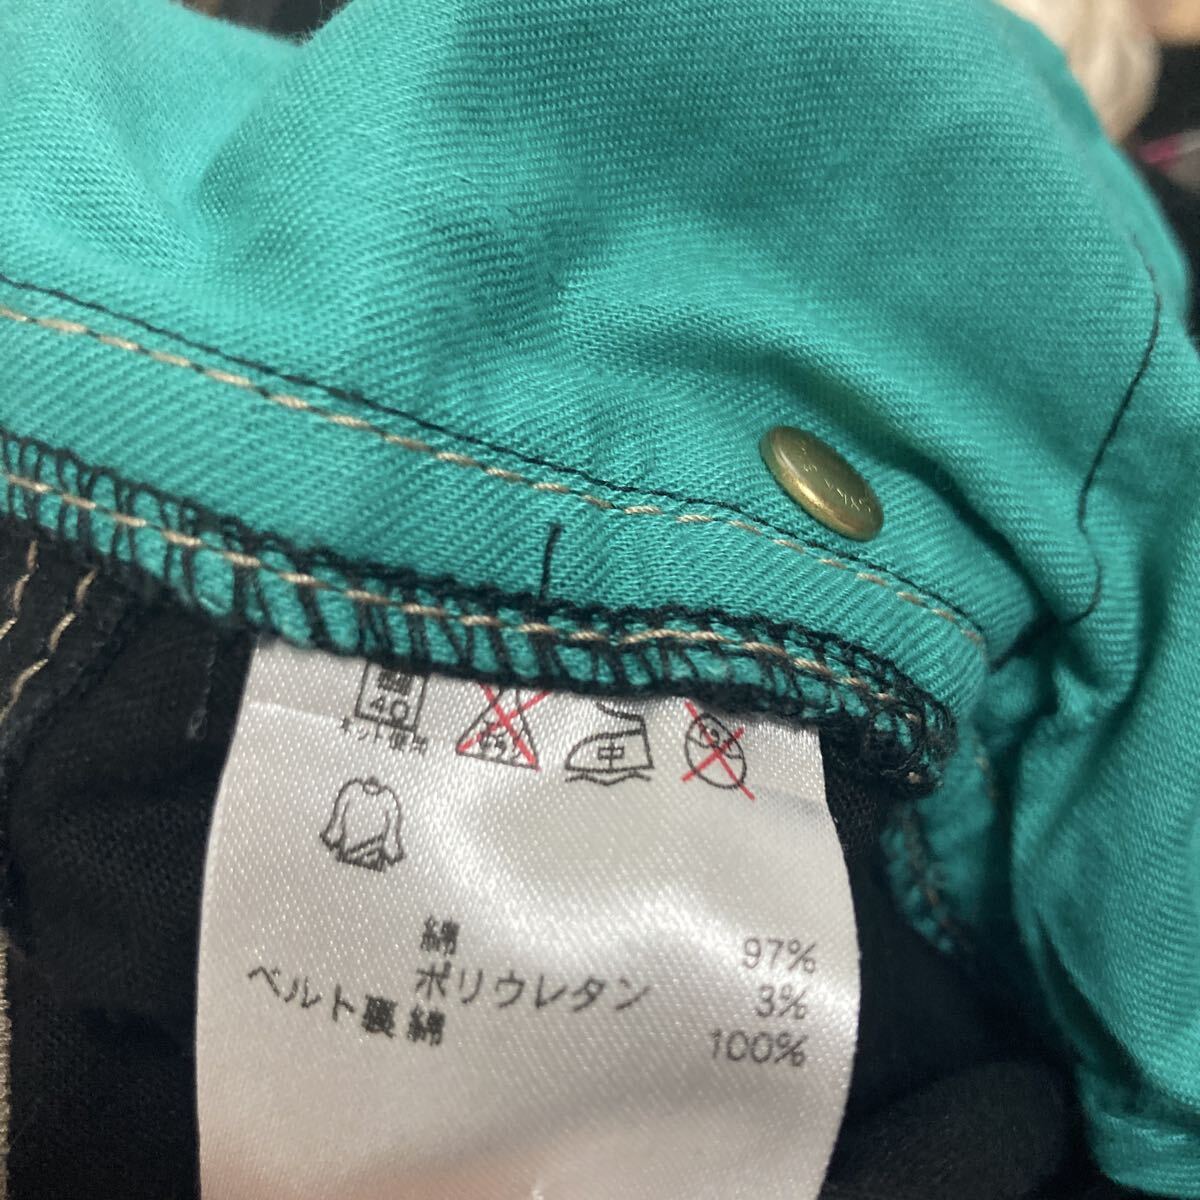 40
ネット使用
中
綿 97%
ポリウレタン 3%
ベルト裏 綿 100%